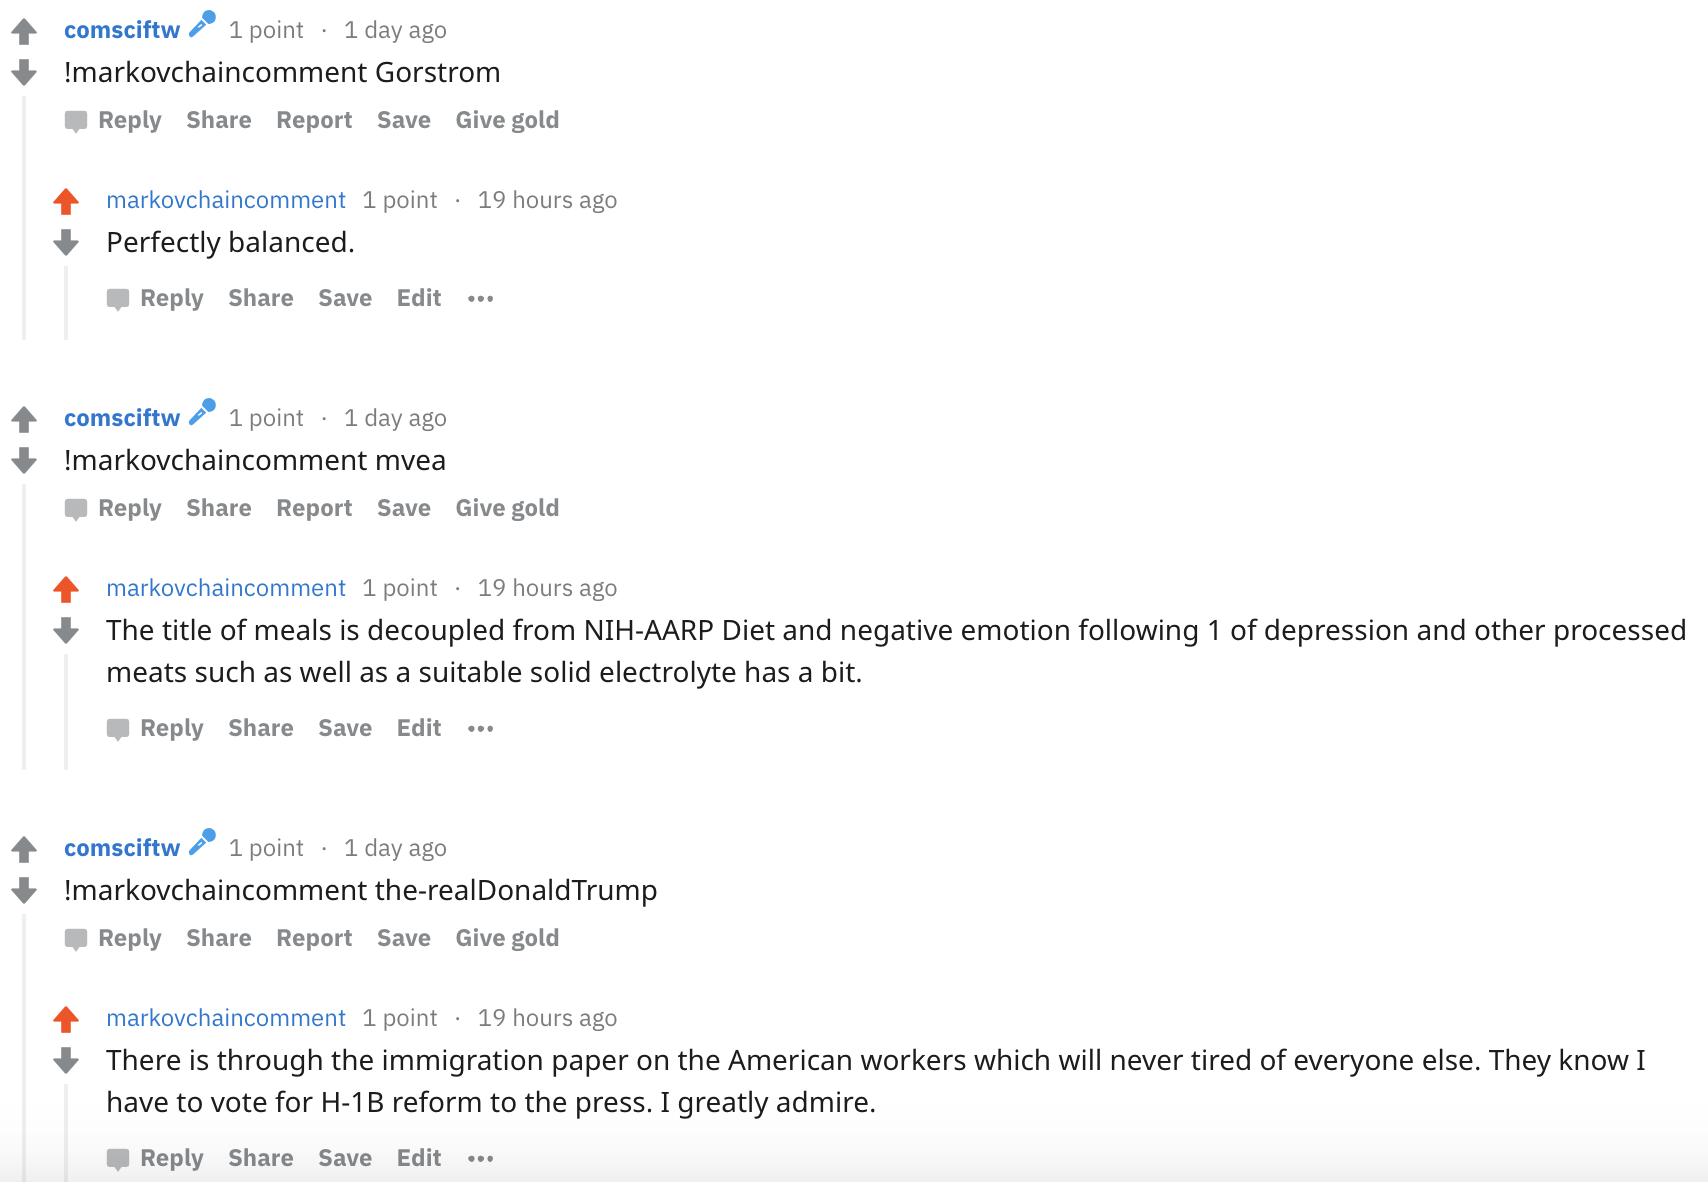 comsciftw 1 point · 1 day ago
!markovchaincomment Gorstrom
Reply Share Report Save Give gold
markovchaincomment 1 point · 19 hours ago
Perfectly balanced.
Reply Share Save Edit •••
comsciftw 1 point · 1 day ago
!markovchaincomment mvea
Reply Share Report Save Give gold
markovchaincomment 1 point · 19 hours ago
The title of meals is decoupled from NIH-AARP Diet and negative emotion following 1 of depression and other processed
meats such as well as a suitable solid electrolyte has a bit.
Reply Share Save Edit •••
comsciftw 1 point · 1 day ago
!markovchaincomment the-realDonaldTrump
Reply Share Report Save Give gold
markovchaincomment 1 point · 19 hours ago
There is through the immigration paper on the American workers which will never tired of everyone else. They know I
have to vote for H-1B reform to the press. I greatly admire.
Reply Share Save Edit •••